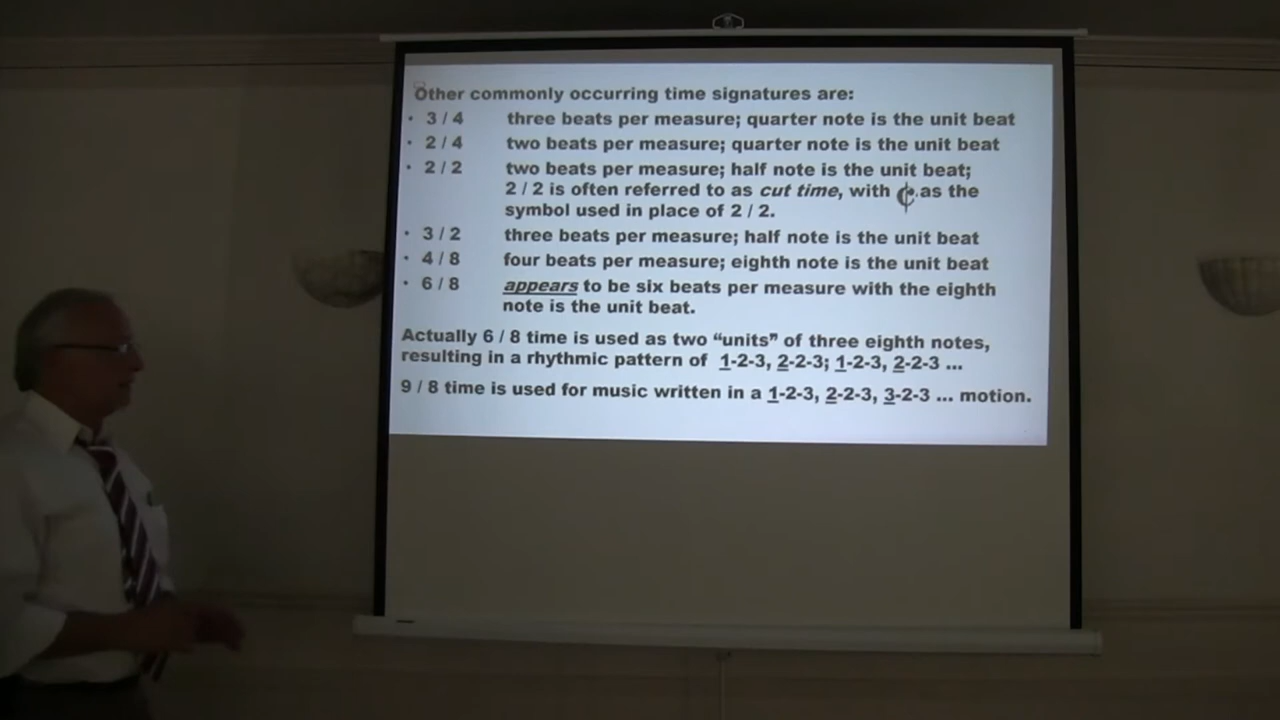 Other commonly occurring time signatures are:
• 3 / 4 three beats per measure; quarter note is the unit beat
• 2 / 4 two beats per measure; quarter note is the unit beat
• 2 / 2 two beats per measure; half note is the unit beat;
2 / 2 is often referred to as cut time, with ¢ as the
symbol used in place of 2 / 2.
• 3 / 2 three beats per measure; half note is the unit beat
• 4 / 8 four beats per measure; eighth note is the unit beat
• 6 / 8 appears to be six beats per measure with the eighth
note is the unit beat.
Actually 6 / 8 time is used as two “units” of three eighth notes,
resulting in a rhythmic pattern of 1-2-3, 2-2-3; 1-2-3, 2-2-3 ...
9 / 8 time is used for music written in a 1-2-3, 2-2-3, 3-2-3 ... motion.